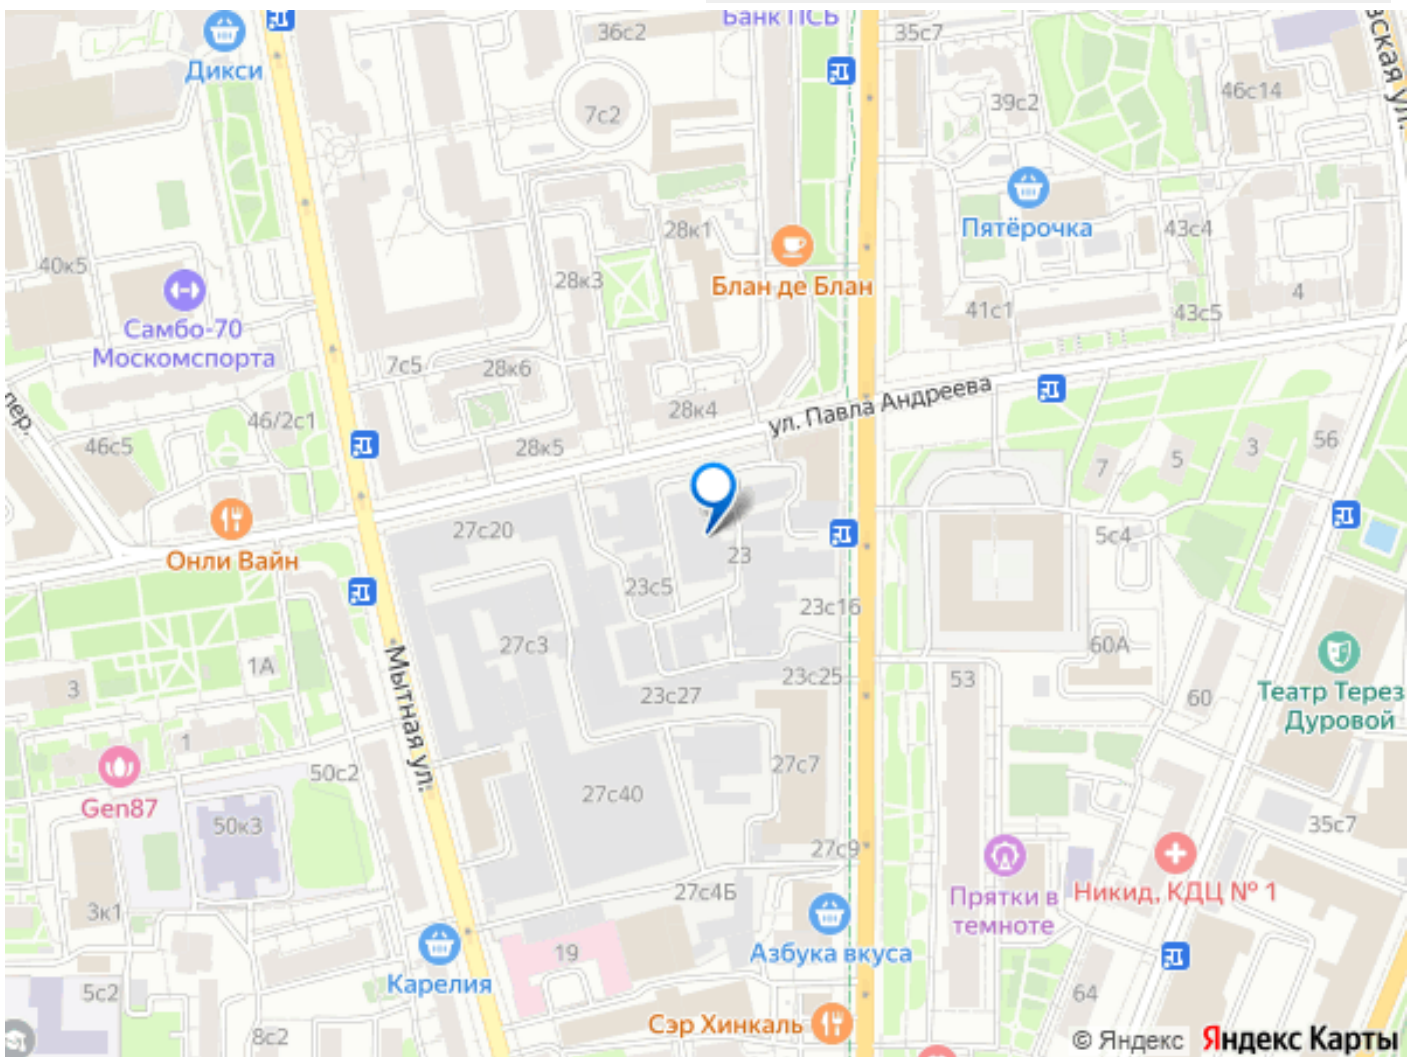 Банк ПСБ
36с2
35с7
Дикси
7с2
39с2
46с14
вская ул.
28к1
Пятёрочка
43с4
40к5
28к3
Блан де Блан
Самбо-70
Москомспорта
41с1
43с5
4
7с5
28к6
28к4
ул. Павла Андреева
пер.
46/2с1
46с5
28к5
7
5
3
56
27с20
Онли Вайн
23
5с4
23с5
23с16
27с3
60А
1А
3
Мытная ул.
23с27
23с25
53
60
Театр Терез
Дуровой
1
50с2
27с7
Gen87
27с40
50к3
35с7
27с9
3к1
27с4Б
Прятки в
темноте
Никид, КДЦ № 1
19
Азбука вкуса
Карелия
5с2
64
8с2
Сэр Хинкаль
© Яндекс Яндекс Карты